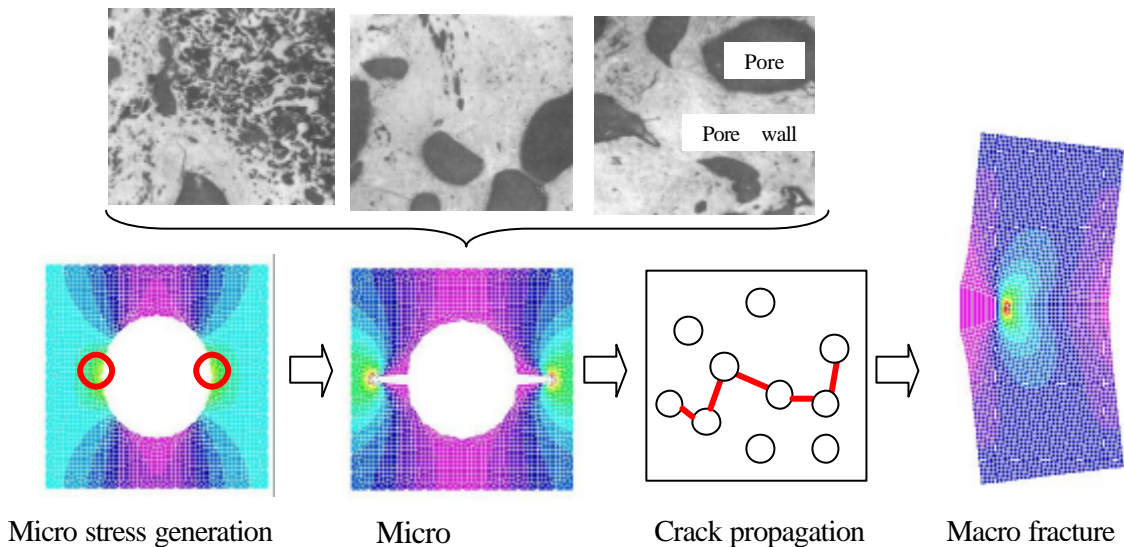 Pore
Pore wall
Micro stress generation
Micro
Crack propagation
Macro fracture